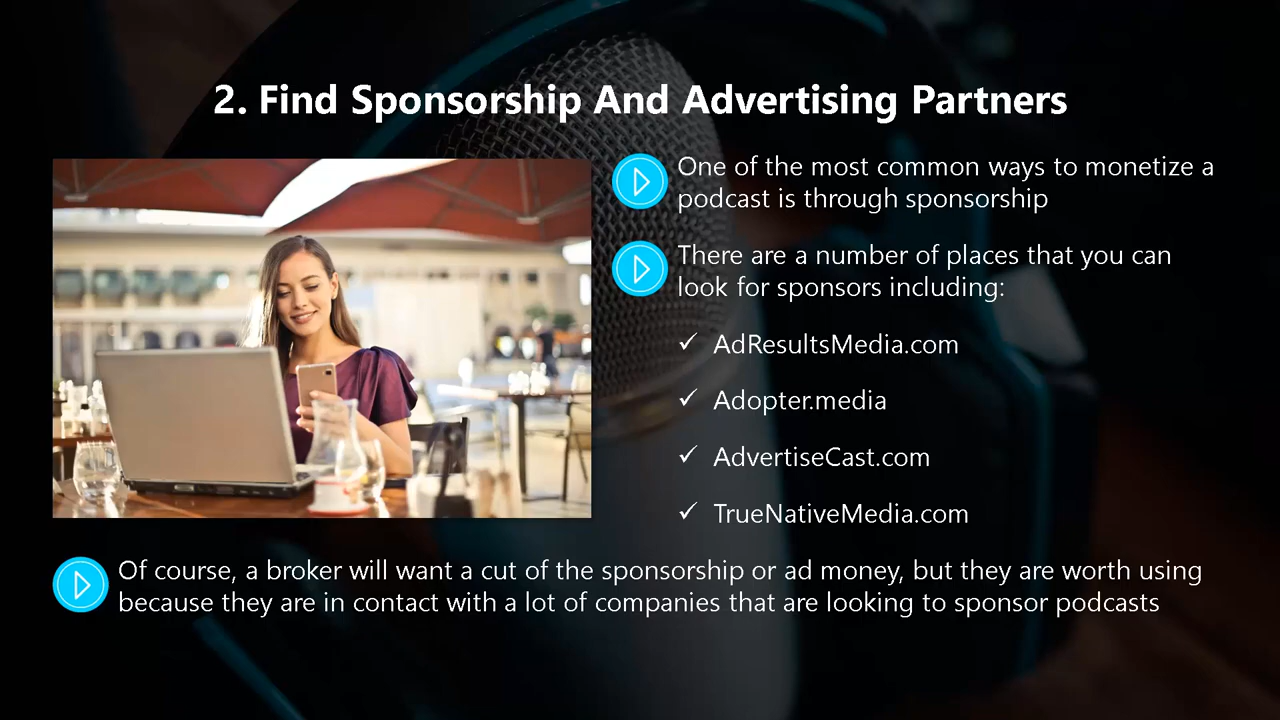 2. Find Sponsorship And Advertising Partners
One of the most common ways to monetize a
podcast is through sponsorship
There are a number of places that you can
look for sponsors including:
✓ AdResultsMedia.com
✓ Adopter.media
✓ AdvertiseCast.com
✓ TrueNativeMedia.com
Of course, a broker will want a cut of the sponsorship or ad money, but they are worth using
because they are in contact with a lot of companies that are looking to sponsor podcasts